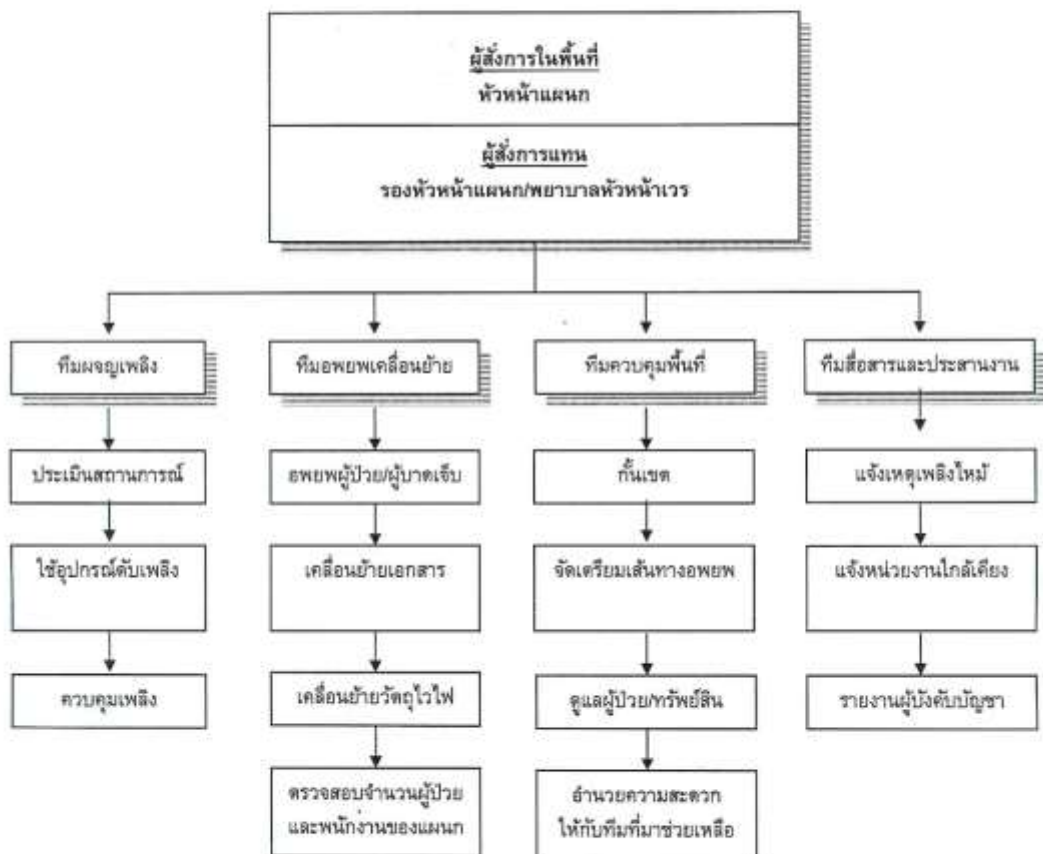 ผู้สั่งการในพื้นที่
หัวหน้าแผนก
ผู้สั่งการแทน
รองหัวหน้าแผนก/พยาบาลหัวหน้าเวร
ทีมผจญเพลิง
ทีมอพยพเคลื่อนย้าย
ทีมควบคุมพื้นที่
ทีมสื่อสารและประสานงาน
ประเมินสถานการณ์
อพยพผู้ป่วย/ผู้บาดเจ็บ
กั้นเขต
แจ้งเหตุเพลิงไหม้
ใช้อุปกรณ์ดับเพลิง
เคลื่อนย้ายเอกสาร
จัดเตรียมเส้นทางอพยพ
แจ้งหน่วยงานใกล้เคียง
ควบคุมเพลิง
เคลื่อนย้ายวัตถุไวไฟ
ดูแลผู้ป่วย/ทรัพย์สิน
รายงานผู้บังคับบัญชา
ตรวจสอบจำนวนผู้ป่วย
และพนักงานของแผนก
อำนวยความสะดวก
ให้กับทีมที่มาช่วยเหลือ